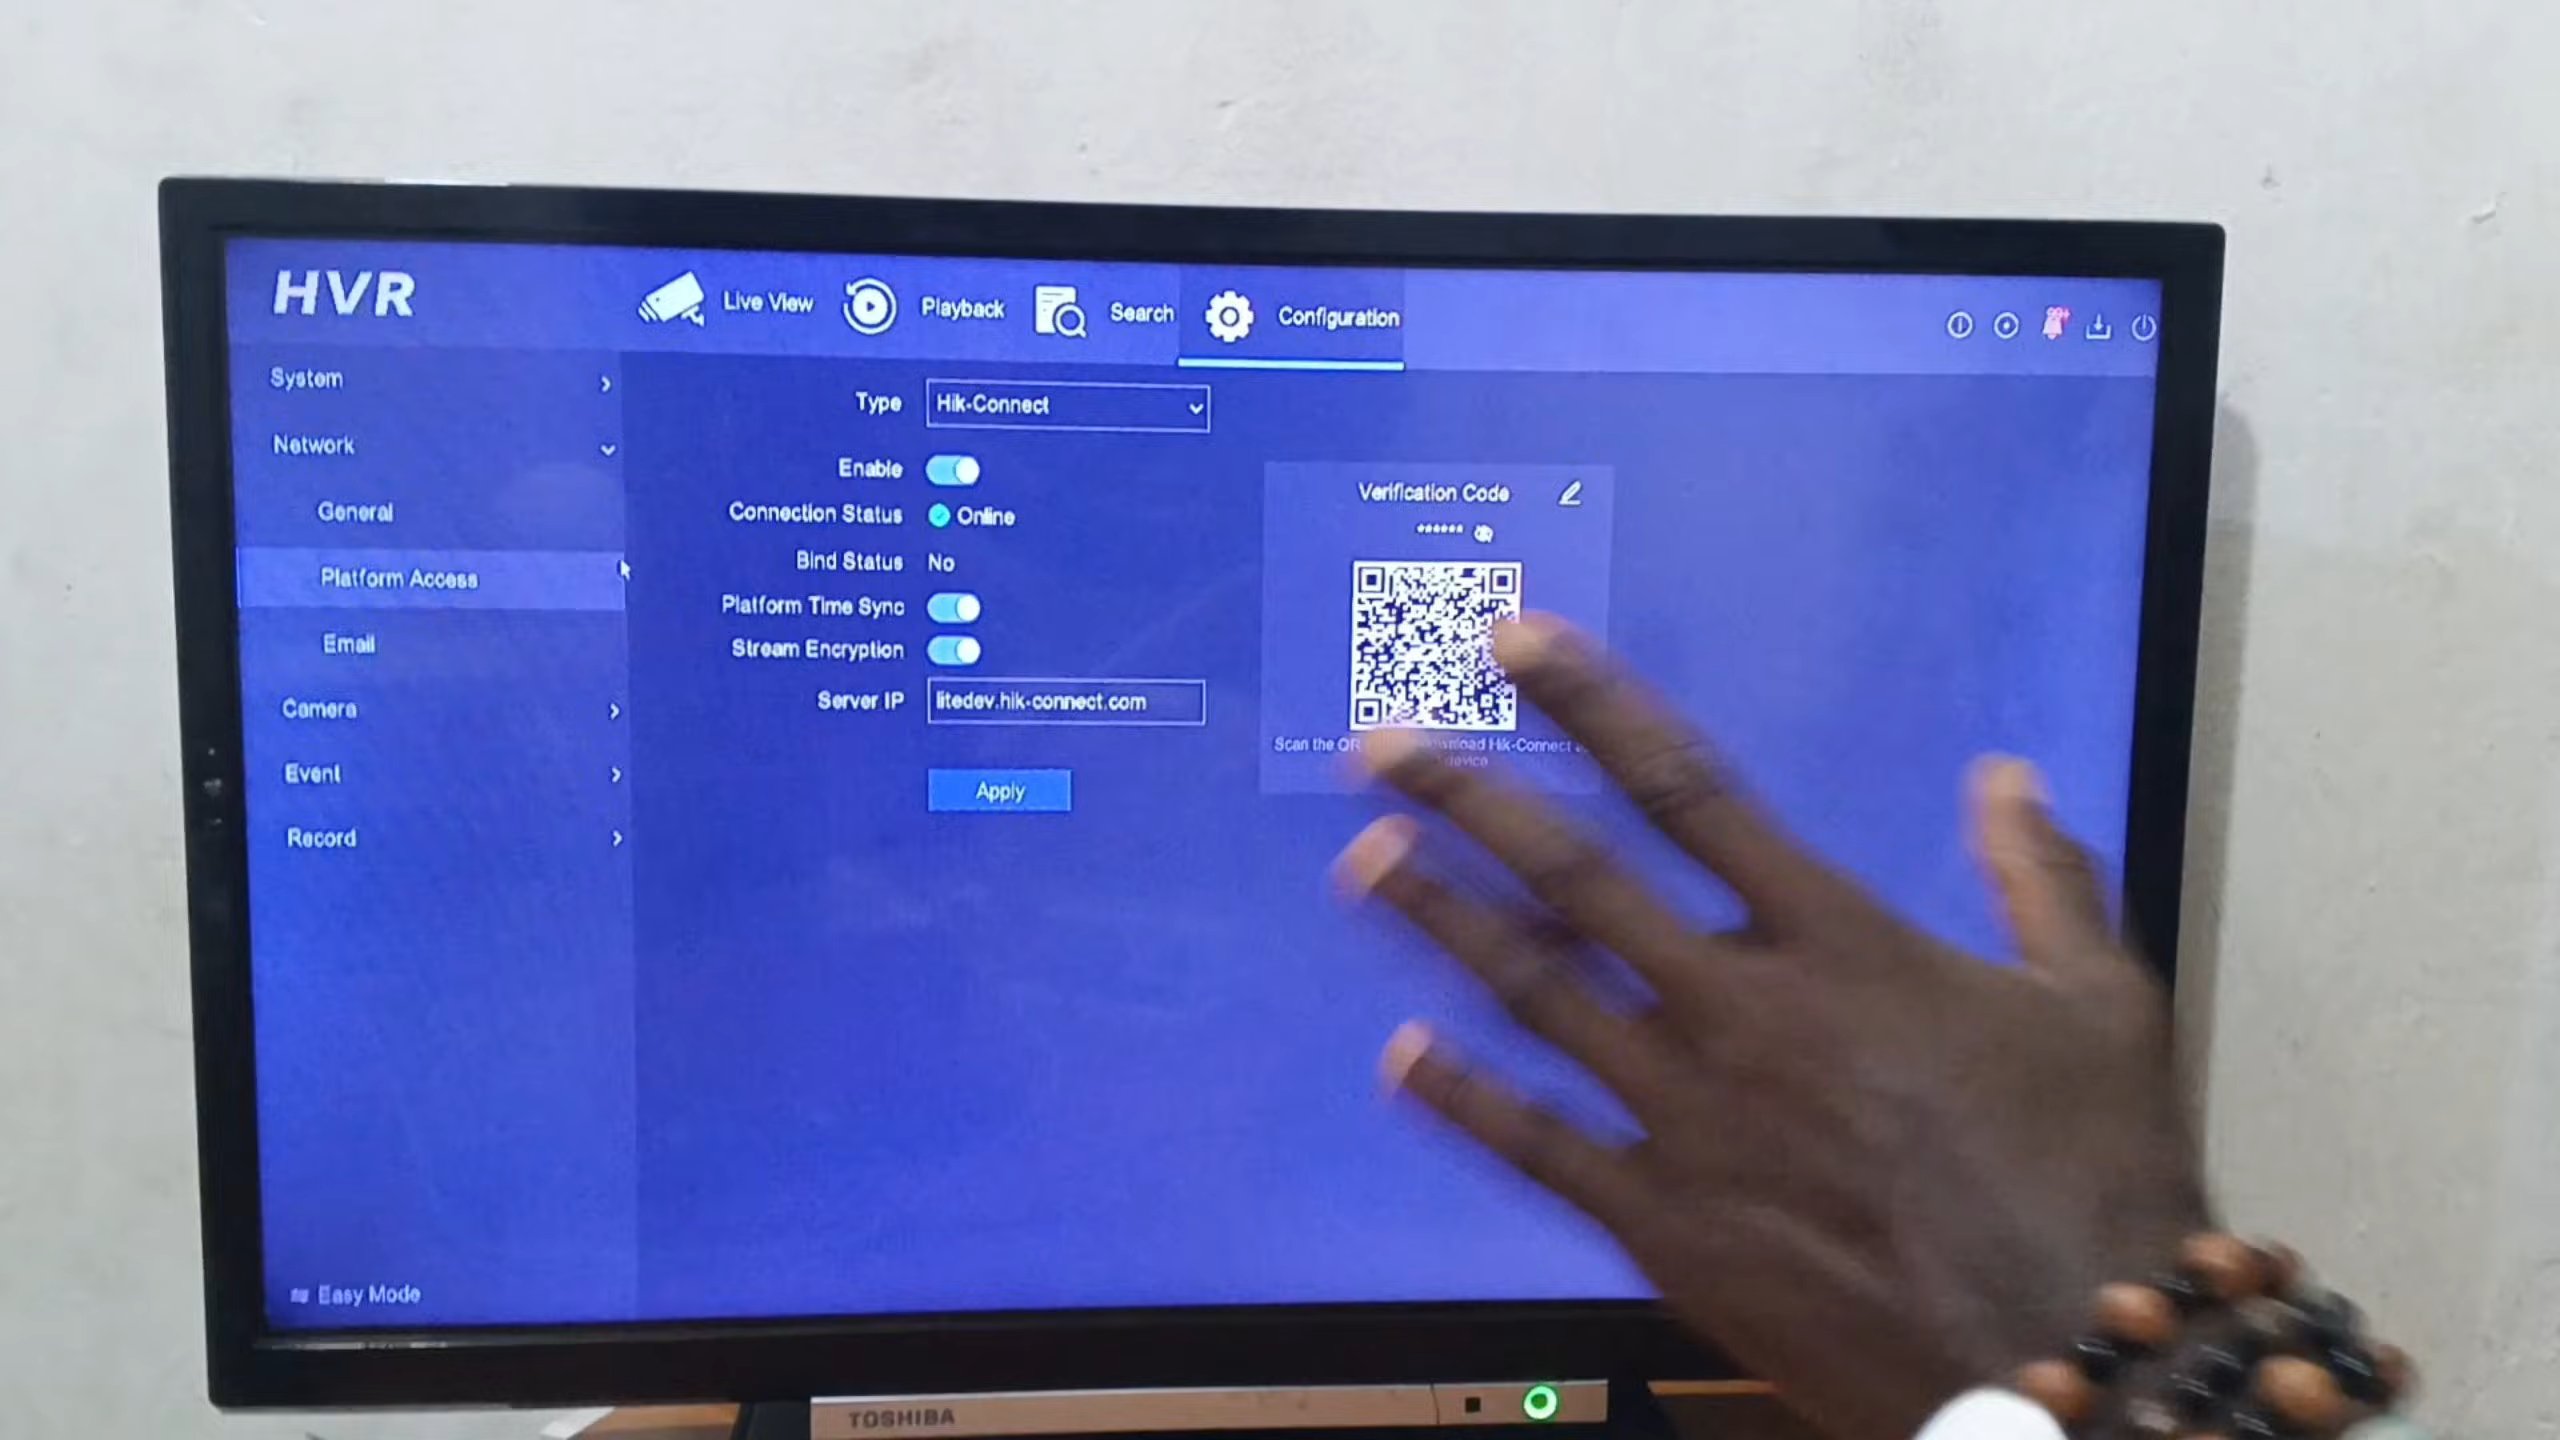 HVR
Live View
Playback
Search
Configuration
99+
System
Network
General
Platform Access
Email
Camera
Event
Record
Easy Mode
Type Hik-Connect
Enable
Connection Status Online
Bind Status No
Platform Time Sync
Stream Encryption
Server IP litedev.hik-connect.com
Apply
Verification Code
******
Scan the QR Hik-Connect
device
TOSHIBA